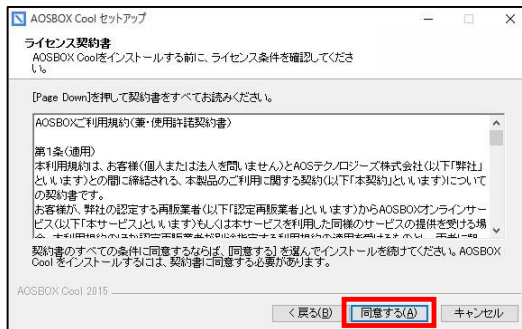 AOSBOX Cool セットアップ
ライセンス契約書
AOSBOX Coolをインストールする前に、ライセンス条件を確認してくださ
い。
[Page Down]を押して契約書をすべてお読みください。
AOSBOXご利用規約(兼・使用許諾契約書)
第1条(適用)
本利用規約は、お客様(個人または法人を問いません)とAOSテクノロジーズ株式会社(以下「弊社」
といいます)との間に締結される、本製品のご利用に関する契約(以下「本契約」といいます)について
の契約書です。
お客様が、弊社の認定する再販業者(以下「認定再販業者」といいます)からAOSBOXオンラインサー
ビス(以下「本サービス」といいます)もしくは本サービスを利用した同様のサービスの提供を受ける場
契約書のすべての条件に同意するならば、[同意する] を選んでインストールを続けてください。AOSBOX
Cool をインストールするには、契約書に同意する必要があります。
AOSBOX Cool 2015
< 戻る(B)
同意する(A)
キャンセル